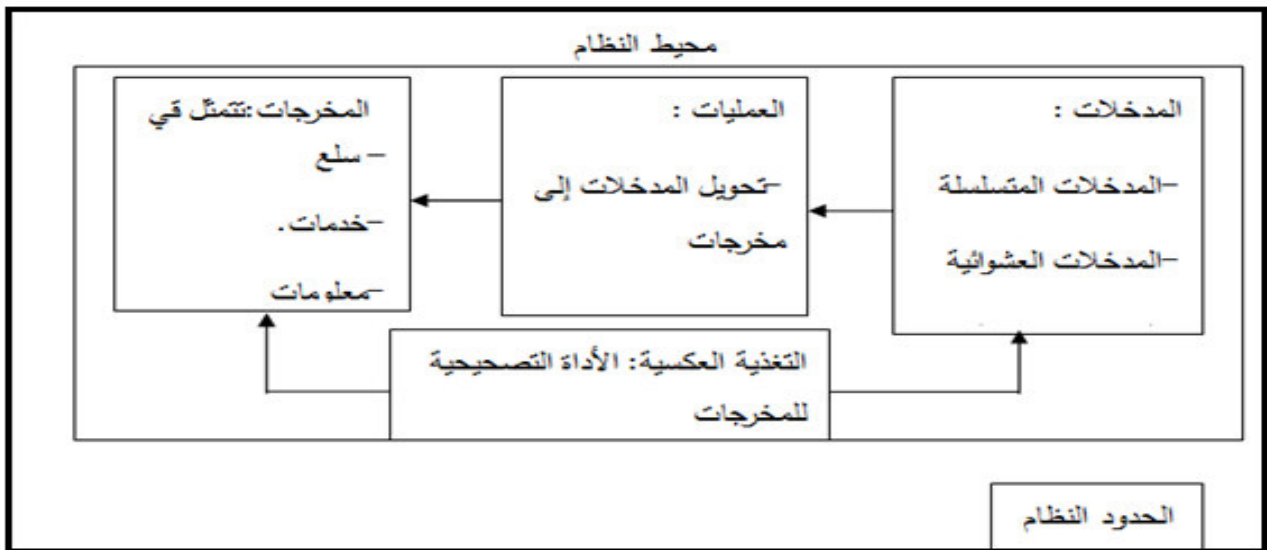 محيط النظام
المدخلات :
-المدخلات المتسلسلة
-المدخلات العشوائية
العمليات :
-تحويل المدخلات إلى
مخرجات
المخرجات:تتمثل قي
- سلع
-خدمات.
-معلومات
التغذية العكسية: الأداة التصحيحية
للمخرجات
الحدود النظام